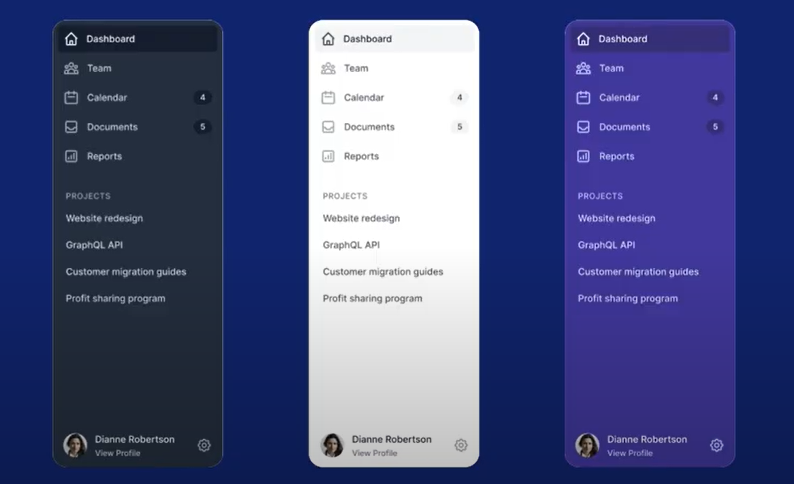 Dashboard
Team
Calendar 4
Documents 5
Reports
PROJECTS
Website redesign
GraphQL API
Customer migration guides
Profit sharing program
Dianne Robertson
View Profile
Dashboard
Team
Calendar 4
Documents 5
Reports
PROJECTS
Website redesign
GraphQL API
Customer migration guides
Profit sharing program
Dianne Robertson
View Profile
Dashboard
Team
Calendar 4
Documents 5
Reports
PROJECTS
Website redesign
GraphQL API
Customer migration guides
Profit sharing program
Dianne Robertson
View Profile